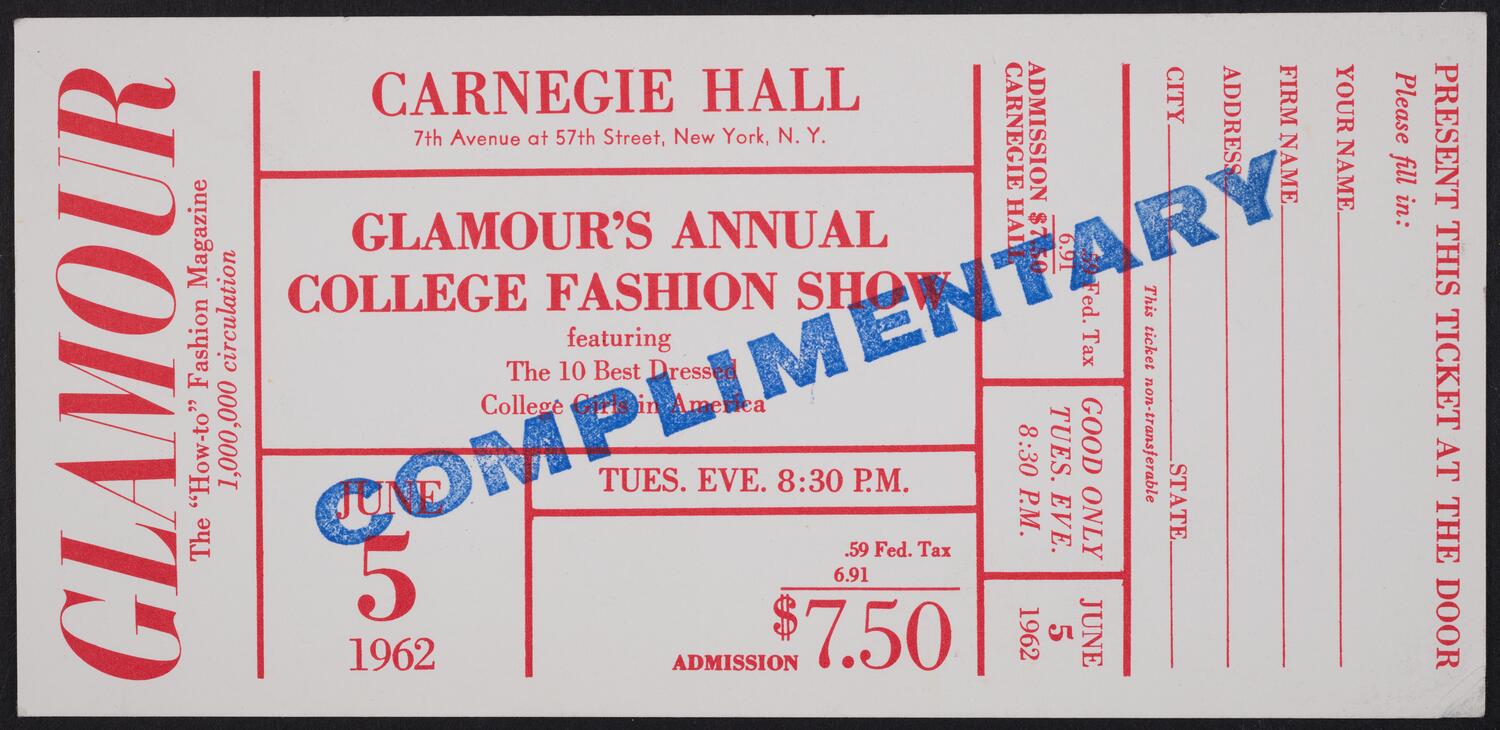 GLAMOUR
The "How-to" Fashion Magazine
1,000,000 circulation
CARNEGIE HALL
7th Avenue at 57th Street, New York, N. Y.
GLAMOUR'S ANNUAL
COLLEGE FASHION SHOW
featuring
The 10 Best Dressed
College Girls in America
COMPLIMENTARY
JUNE
5
1962
TUES. EVE. 8:30 P.M.
.59 Fed. Tax
6.91
ADMISSION $7.50
.59 Fed. Tax
6.91
ADMISSION $7.50
CARNEGIE HALL
GOOD ONLY
TUES. EVE.
8:30 P.M.
JUNE
5
1962
PRESENT THIS TICKET AT THE DOOR
Please fill in:
YOUR NAME
FIRM NAME
ADDRESS
CITY STATE
This ticket non-transferable